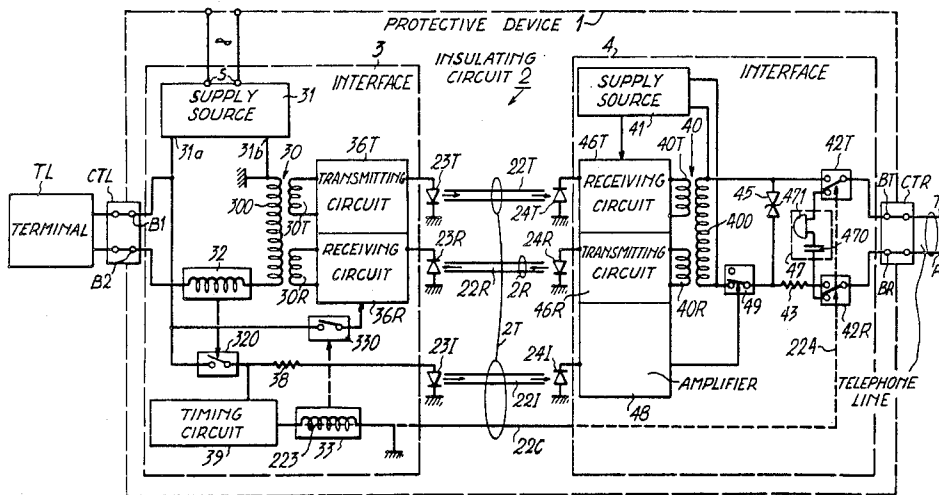 PROTECTIVE DEVICE 1
S
31
SUPPLY SOURCE
31a
31b
3
INTERFACE
INSULATING CIRCUIT 2
4
INTERFACE
SUPPLY SOURCE
41
40
TL
TERMINAL
CTL
B1
B2
30
300
30T
30R
36T
TRANSMITTING CIRCUIT
RECEIVING CIRCUIT
36R
23T
22T
24T
23R
22R
2R
24R
46T
RECEIVING CIRCUIT
TRANSMITTING CIRCUIT
46R
40T
400
40R
45
471
470
47
42T
BT
CTR
T
BR
R
49
43
42R
224
TELEPHONE LINE
32
320
330
38
23I
2T
24I
22I
AMPLIFIER
48
TIMING CIRCUIT
39
223
33
22C